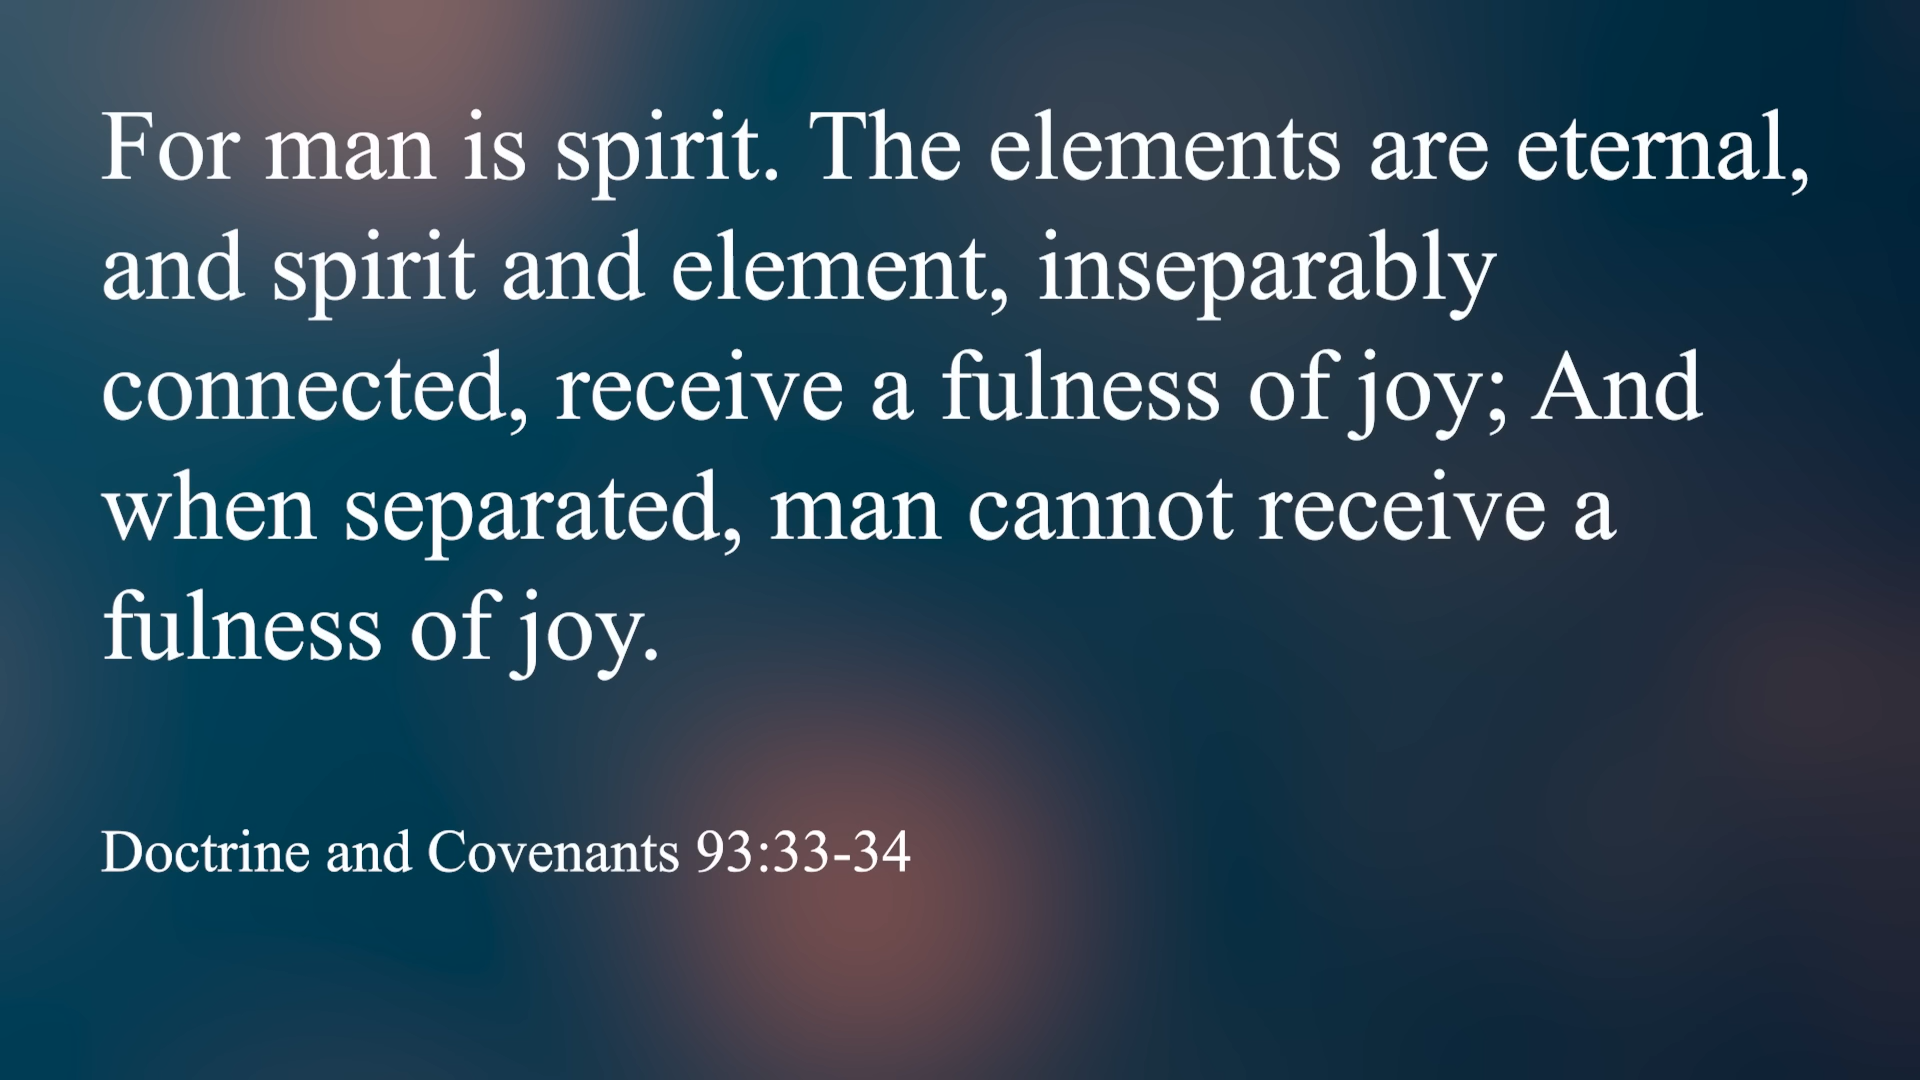 For man is spirit. The elements are eternal,
and spirit and element, inseparably
connected, receive a fulness of joy; And
when separated, man cannot receive a
fulness of joy.
Doctrine and Covenants 93:33-34